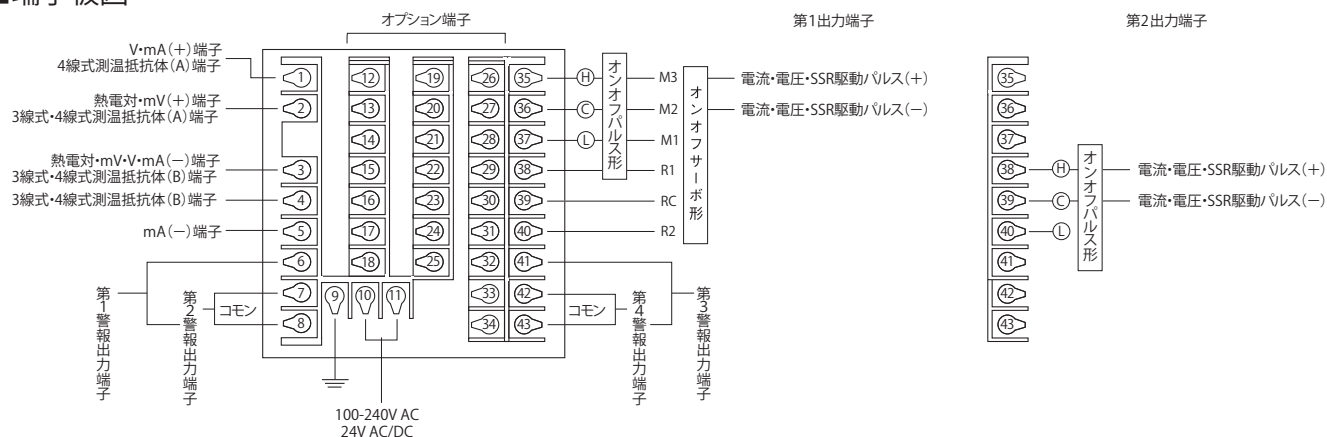 ■端子板図
オプション端子
第1出力端子
第2出力端子
V・mA(+)端子
4線式測温抵抗体(A)端子
熱電対・mV(+)端子
3線式・4線式測温抵抗体(A)端子
熱電対・mV・V・mA(−)端子
3線式・4線式測温抵抗体(B)端子
3線式・4線式測温抵抗体(B)端子
mA(−)端子
第1警報出力端子
第2警報出力端子
コモン
1
2
3
4
5
6
7
8
9
10
11
12
13
14
15
16
17
18
19
20
21
22
23
24
25
26
27
28
29
30
31
32
33
34
35
36
37
38
39
40
41
42
43
H
C
L
オンオフパルス形
M3
M2
M1
R1
RC
R2
オンオフサーボ形
電流・電圧・SSR駆動パルス(+)
電流・電圧・SSR駆動パルス(−)
コモン
第4警報出力端子
第3警報出力端子
100-240V AC
24V AC/DC
35
36
37
38
39
40
41
42
43
H
C
L
オンオフパルス形
電流・電圧・SSR駆動パルス(+)
電流・電圧・SSR駆動パルス(−)